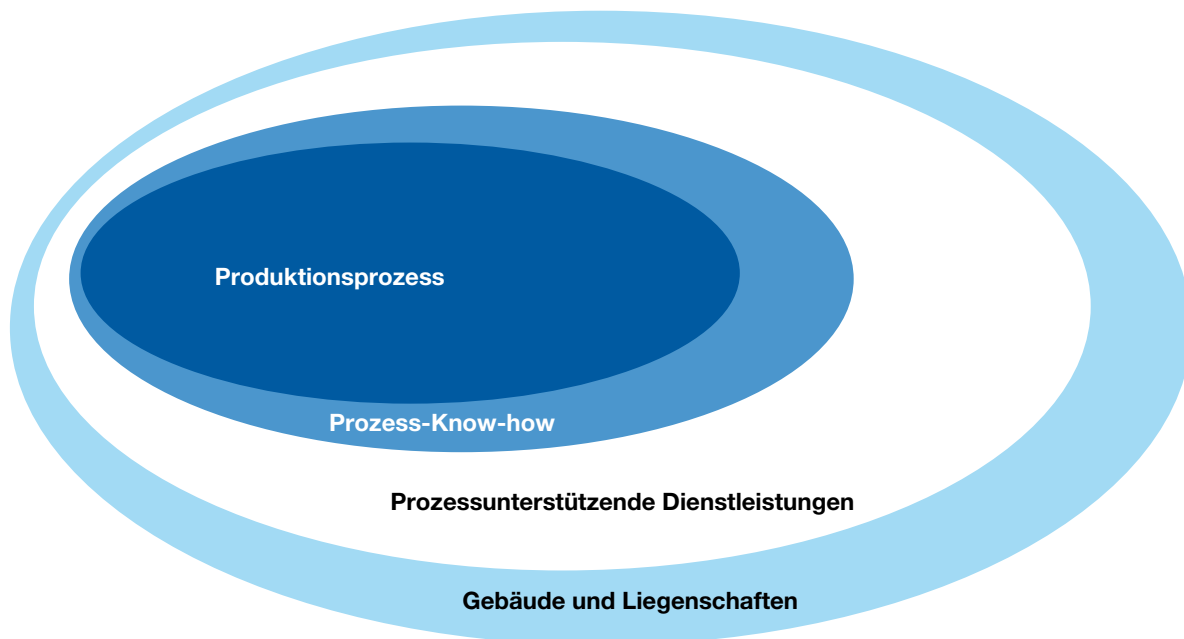 Produktionsprozess
Prozess-Know-how
Prozessunterstützende Dienstleistungen
Gebäude und Liegenschaften